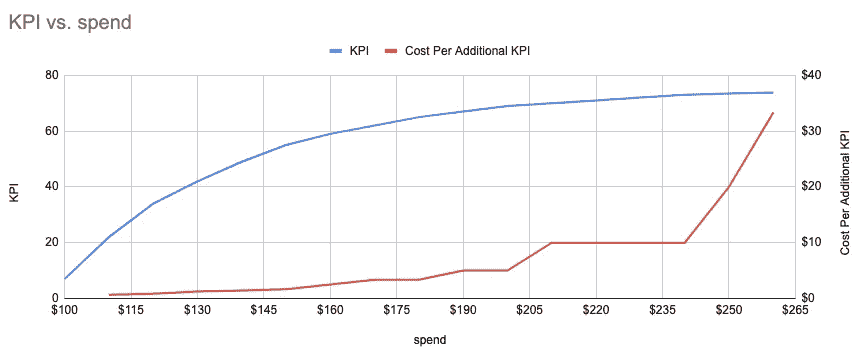 KPI vs. spend
KPI Cost Per Additional KPI
80 $40
60 $30
40 $20
20 $10
0 $0
KPI
Cost Per Additional KPI
$100 $115 $130 $145 $160 $175 $190 $205 $220 $235 $250 $265
spend